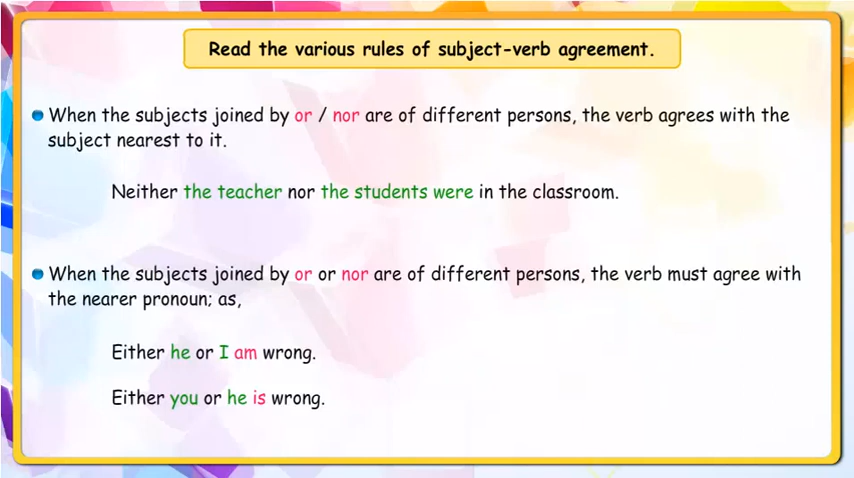 Read the various rules of subject-verb agreement.
When the subjects joined by or / nor are of different persons, the verb agrees with the
subject nearest to it.
Neither the teacher nor the students were in the classroom.
When the subjects joined by or or nor are of different persons, the verb must agree with
the nearer pronoun; as,
Either he or I am wrong.
Either you or he is wrong.